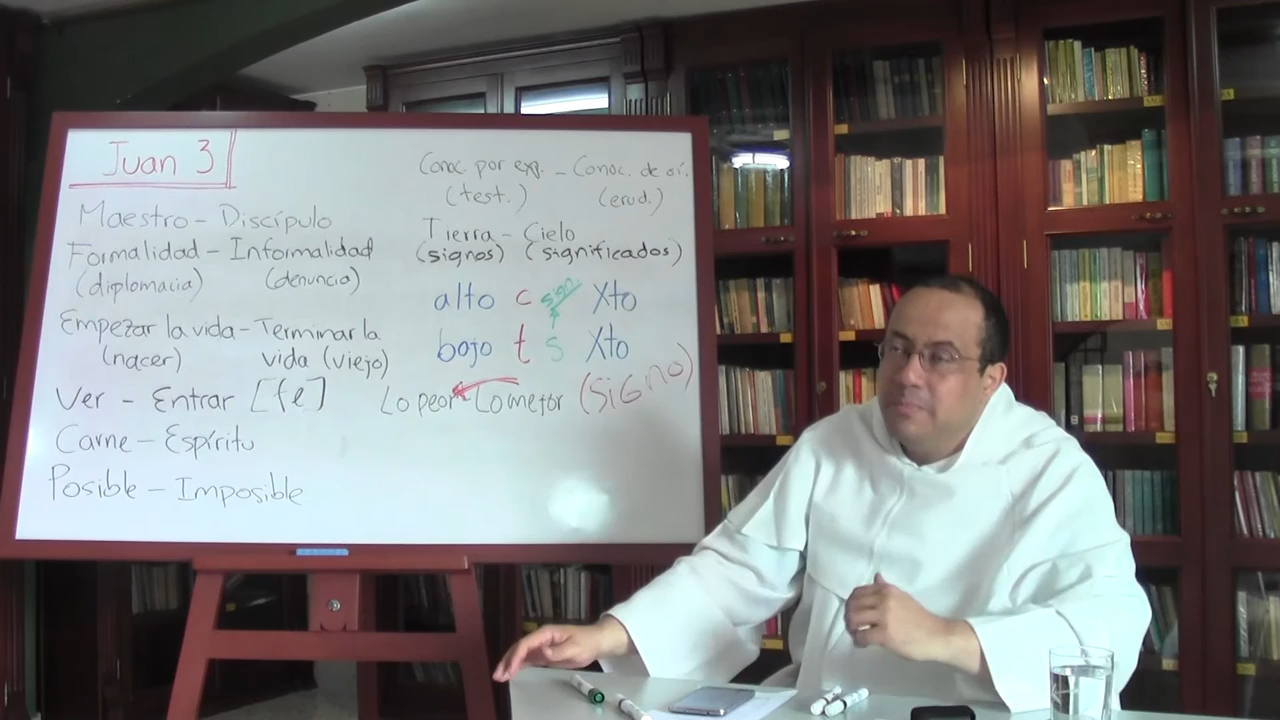 Juan 3
Maestro - Discípulo
Formalidad - Informalidad
(diplomacia) (denuncia)
Empezar la vida - Terminar la
(nacer) vida (viejo)
Ver - Entrar [fe]
Carne - Espíritu
Posible - Imposible
Conoc. por exp. - Conoc. de oí.
(test.) (erud.)
Tierra - Cielo
(signos) (significados)
alto c sign Xto
bajo t s Xto
Lo peor Lo mejor (signo)